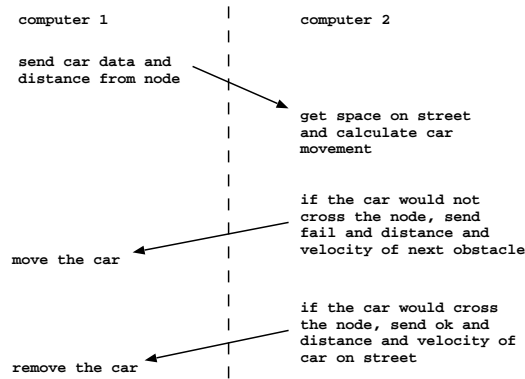 computer 1
computer 2
send car data and
distance from node
get space on street
and calculate car
movement
if the car would not
cross the node, send
fail and distance and
velocity of next obstacle
move the car
if the car would cross
the node, send ok and
distance and velocity of
car on street
remove the car